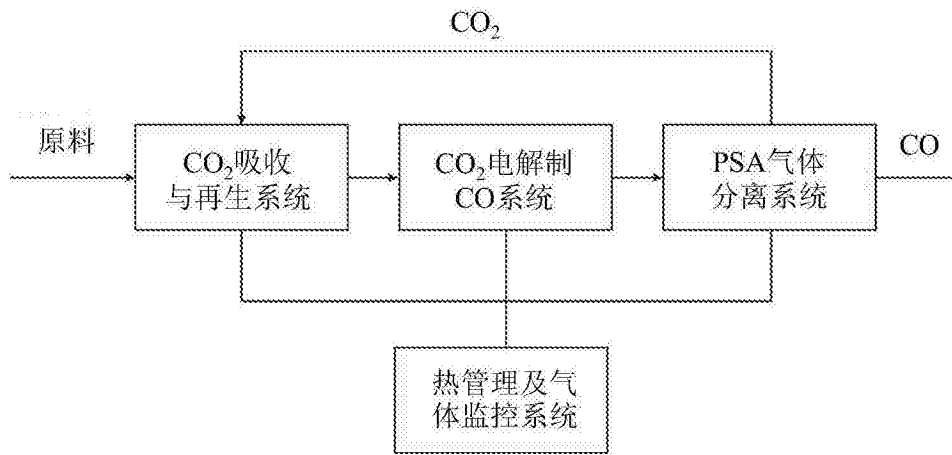 CO₂
原料
CO₂吸收
与再生系统
CO₂电解制
CO系统
PSA气体
分离系统
CO
热管理及气
体监控系统